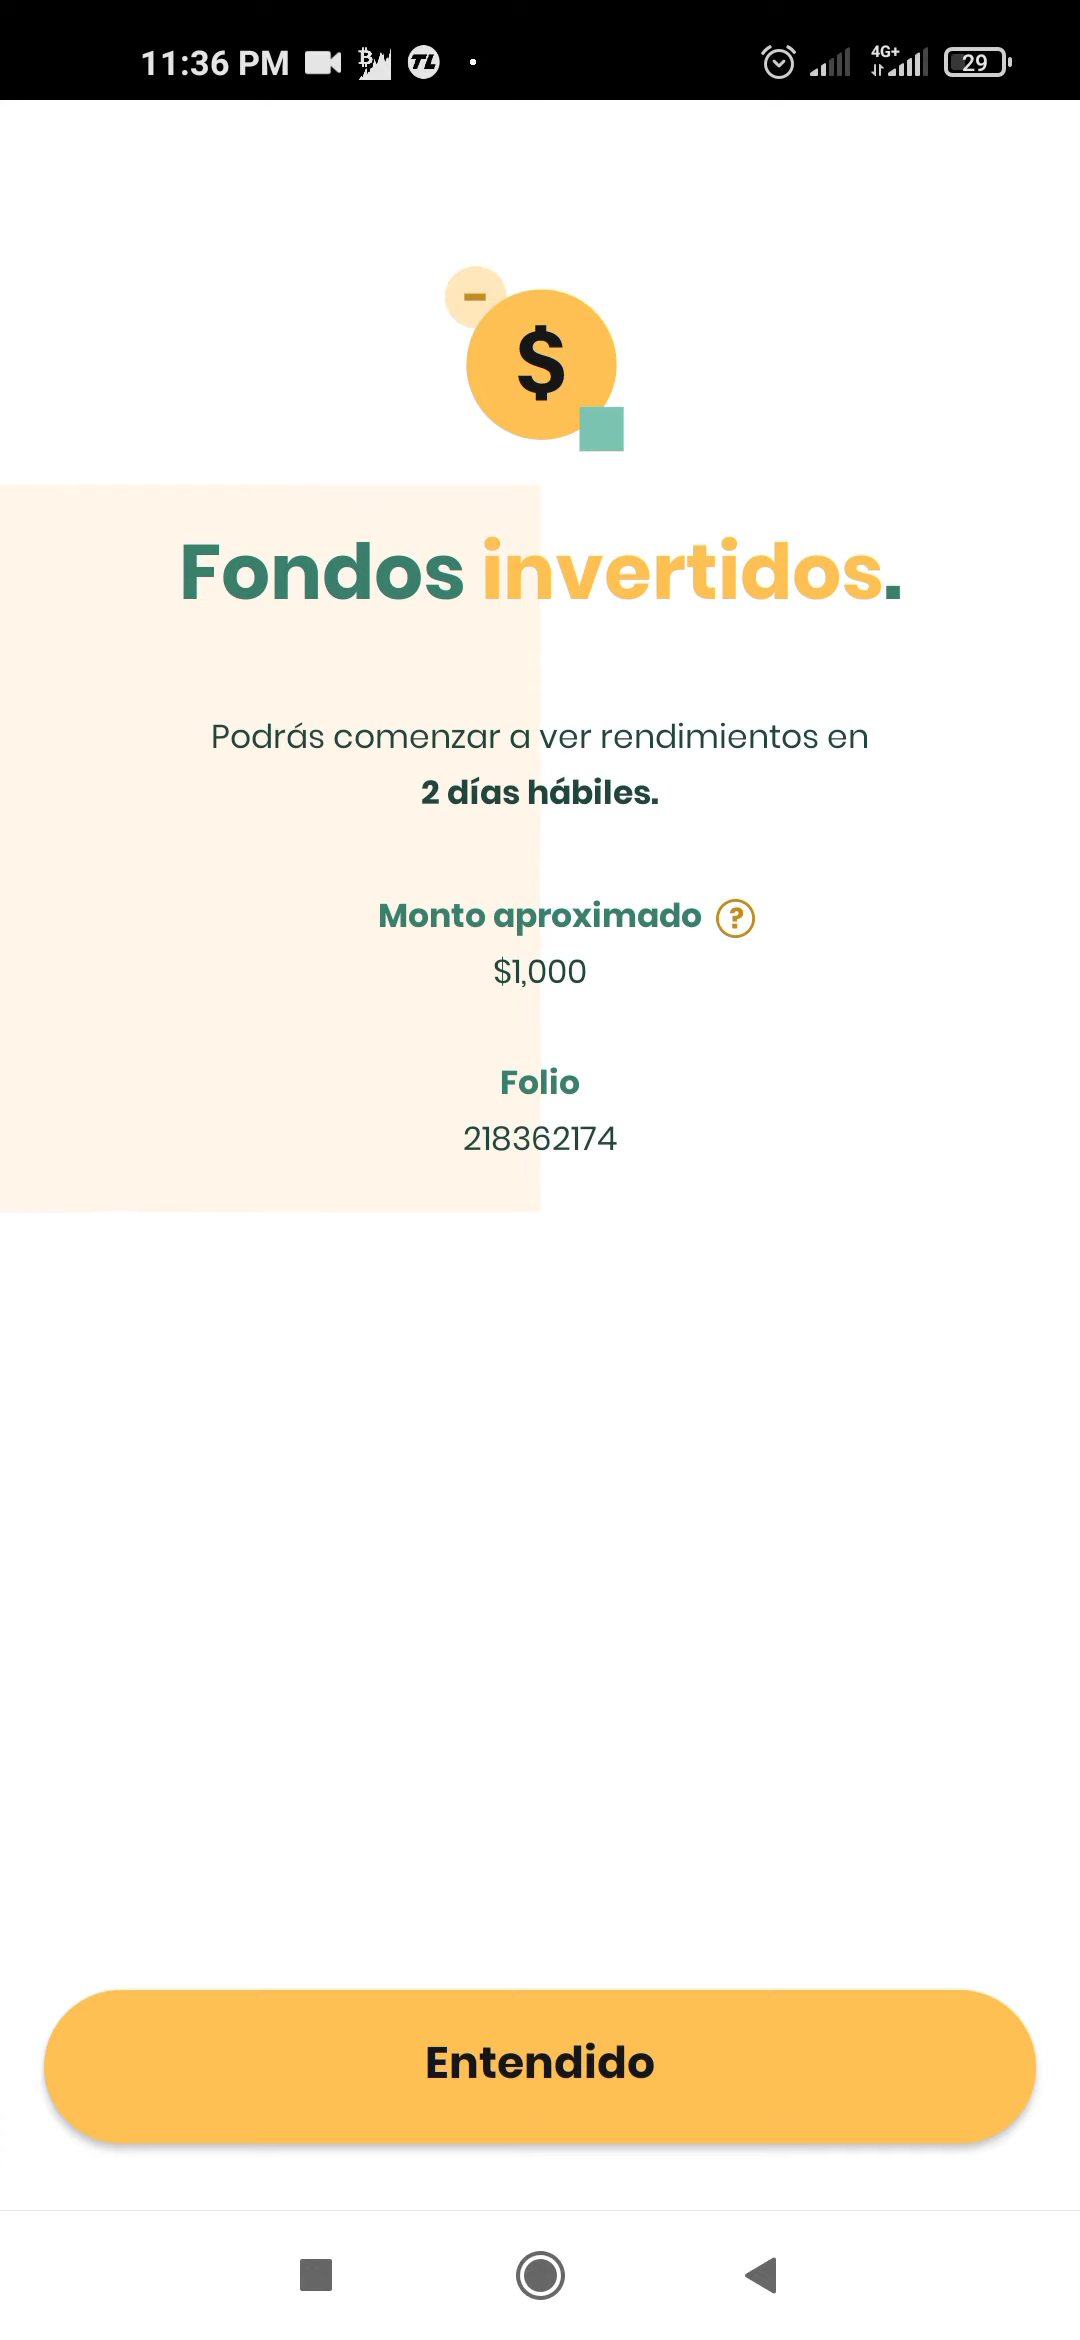 11:36 PM
4G+
29
$
Fondos invertidos.
Podrás comenzar a ver rendimientos en
2 días hábiles.
Monto aproximado ?
$1,000
Folio
218362174
Entendido